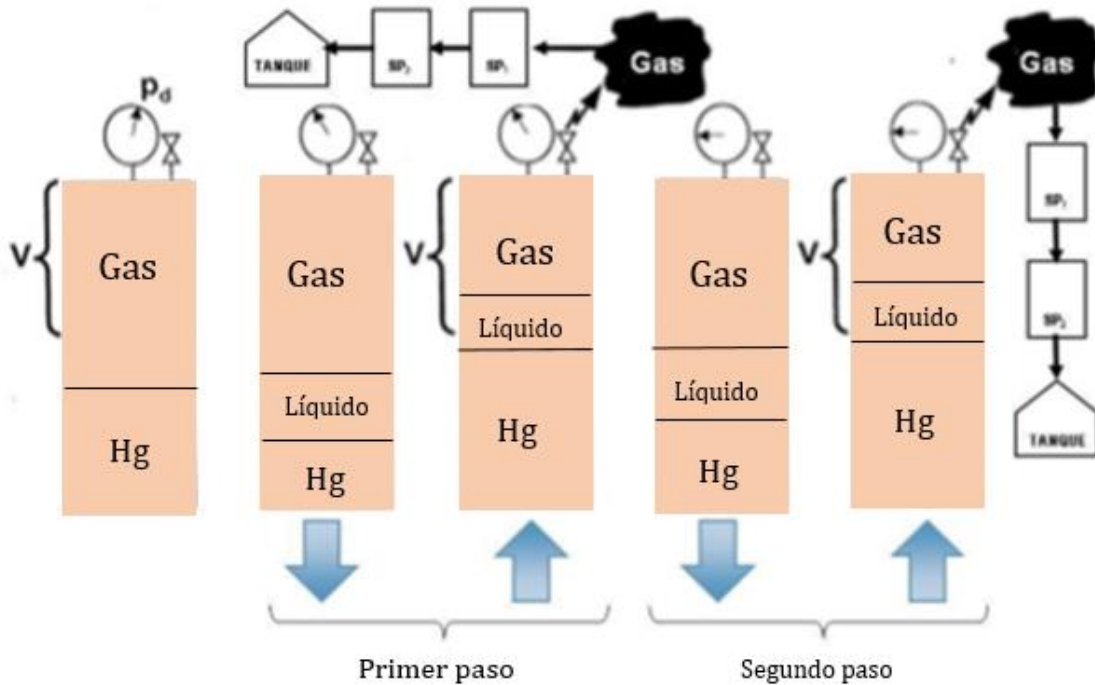 TANQUE
SP₂
SP₁
Gas
Gas
p_d
V
Gas
Hg
Gas
Líquido
Hg
V
Gas
Líquido
Hg
Gas
Líquido
Hg
V
Gas
Líquido
Hg
SP₁
SP₂
TANQUE
Primer paso
Segundo paso